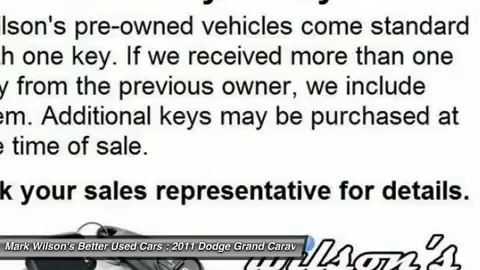 ilson's pre-owned vehicles come standard
th one key. If we received more than one
y from the previous owner, we include
em. Additional keys may be purchased at
e time of sale.
k your sales representative for details.
Mark Wilson's Better Used Cars : 2011 Dodge Grand Carav
wilson's